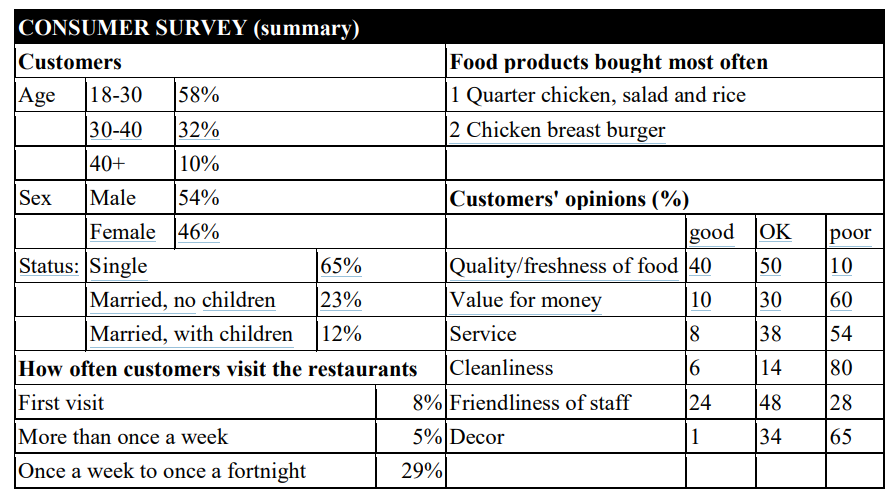 CONSUMER SURVEY (summary)
Customers Food products bought most often
Age 18-30 58% 1 Quarter chicken, salad and rice
30-40 32% 2 Chicken breast burger
40+ 10%
Sex Male 54% Customers' opinions (%)
Female 46% good OK poor
Status: Single 65% Quality/freshness of food 40 50 10
Married, no children 23% Value for money 10 30 60
Married, with children 12% Service 8 38 54
How often customers visit the restaurants Cleanliness 6 14 80
First visit 8% Friendliness of staff 24 48 28
More than once a week 5% Decor 1 34 65
Once a week to once a fortnight 29%